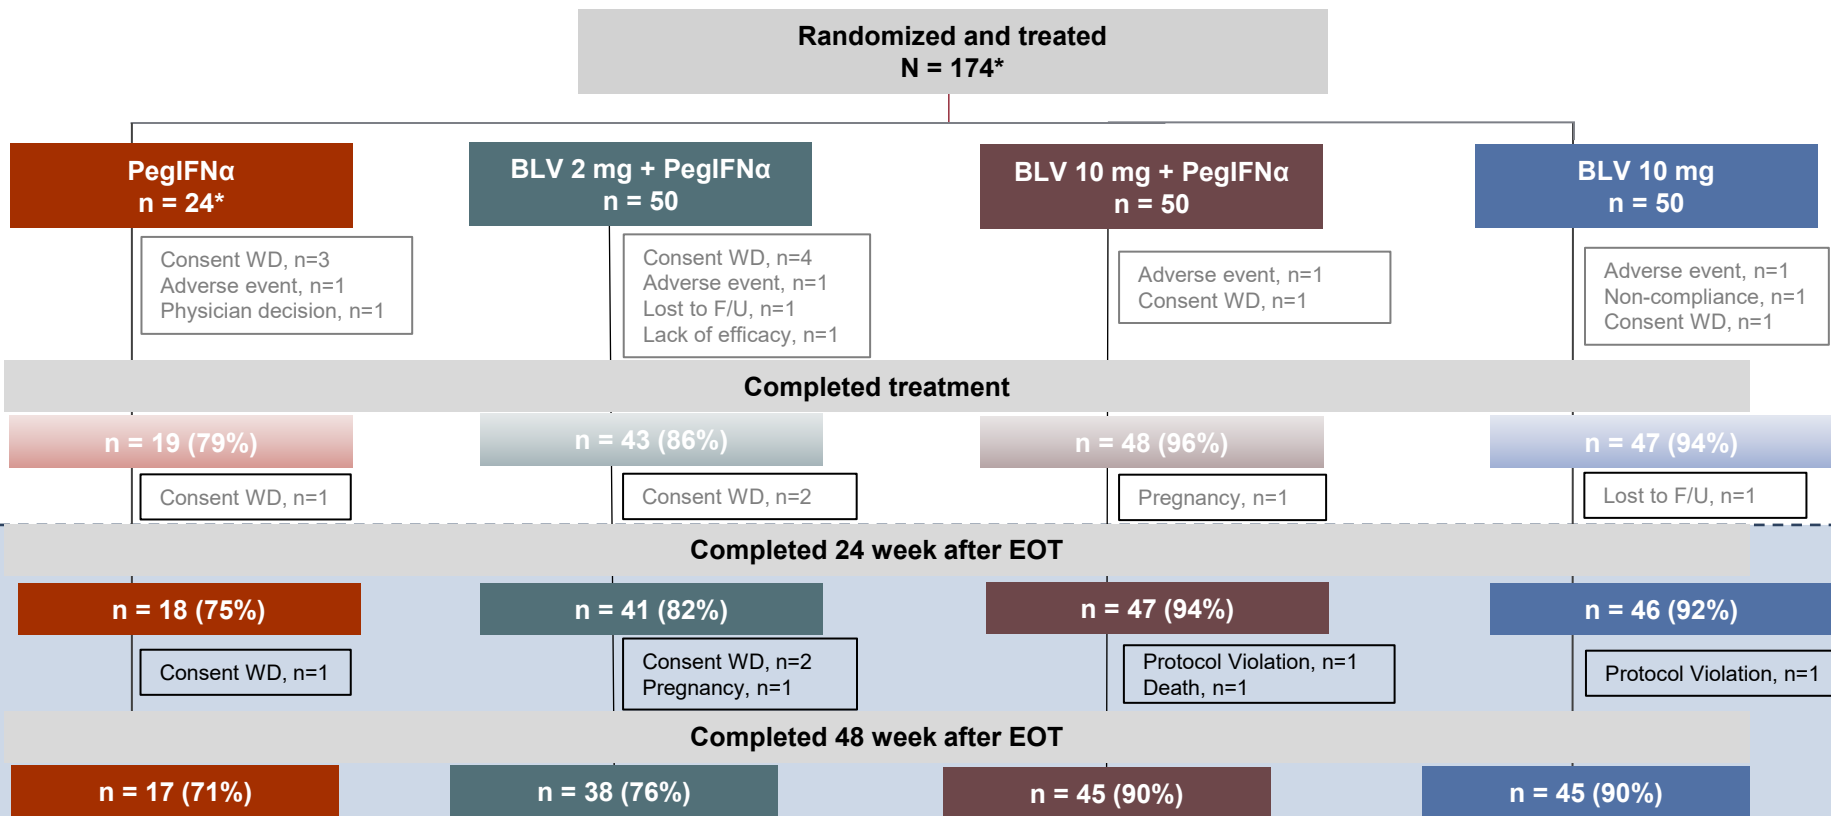 Randomized and treated
N = 174*
PegIFNα
n = 24*
BLV 2 mg + PegIFNα
n = 50
BLV 10 mg + PegIFNα
n = 50
BLV 10 mg
n = 50
Consent WD, n=3
Adverse event, n=1
Physician decision, n=1
Consent WD, n=4
Adverse event, n=1
Lost to F/U, n=1
Lack of efficacy, n=1
Adverse event, n=1
Consent WD, n=1
Adverse event, n=1
Non-compliance, n=1
Consent WD, n=1
Completed treatment
n = 19 (79%)
n = 43 (86%)
n = 48 (96%)
n = 47 (94%)
Consent WD, n=1
Consent WD, n=2
Pregnancy, n=1
Lost to F/U, n=1
Completed 24 week after EOT
n = 18 (75%)
n = 41 (82%)
n = 47 (94%)
n = 46 (92%)
Consent WD, n=1
Consent WD, n=2
Pregnancy, n=1
Protocol Violation, n=1
Death, n=1
Protocol Violation, n=1
Completed 48 week after EOT
n = 17 (71%)
n = 38 (76%)
n = 45 (90%)
n = 45 (90%)